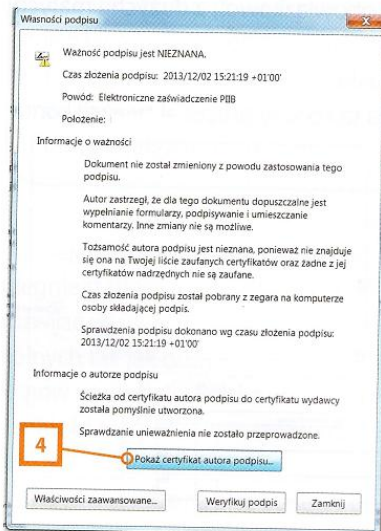 Własności podpisu
Ważność podpisu jest NIEZNANA.
Czas złożenia podpisu: 2013/12/02 15:21:19 +01'00'
Powód: Elektroniczne zaświadczenie PIIB
Położenie:
Informacje o ważności
Dokument nie został zmieniony z powodu zastosowania tego
podpisu.
Autor zastrzegł, że dla tego dokumentu dopuszczalne jest
wypełnianie formularzy, podpisywanie i umieszczanie
komentarzy. Inne zmiany nie są możliwe.
Tożsamość autora podpisu jest nieznana, ponieważ nie znajduje
się ona na Twojej liście zaufanych certyfikatów oraz żadne z jej
certyfikatów nadrzędnych nie są zaufane.
Czas złożenia podpisu został pobrany z zegara na komputerze
osoby składającej podpis.
Sprawdzenia podpisu dokonano wg czasu złożenia podpisu:
2013/12/02 15:21:19 +01'00'
Informacje o autorze podpisu
Ścieżka od certyfikatu autora podpisu do certyfikatu wydawcy
została pomyślnie utworzona.
Sprawdzanie unieważnienia nie zostało przeprowadzone.
4
Pokaż certyfikat autora podpisu...
Właściwości zaawansowane...
Weryfikuj podpis
Zamknij